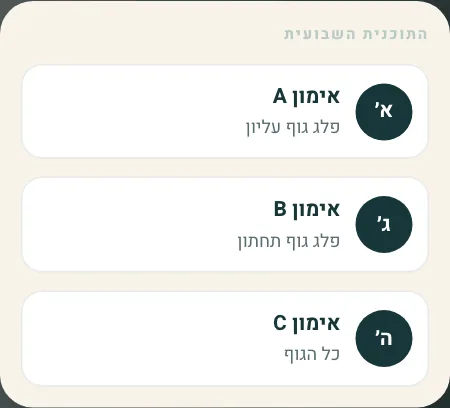 התוכנית השבועית
א׳
אימון A
פלג גוף עליון
ג׳
אימון B
פלג גוף תחתון
ה׳
אימון C
כל הגוף